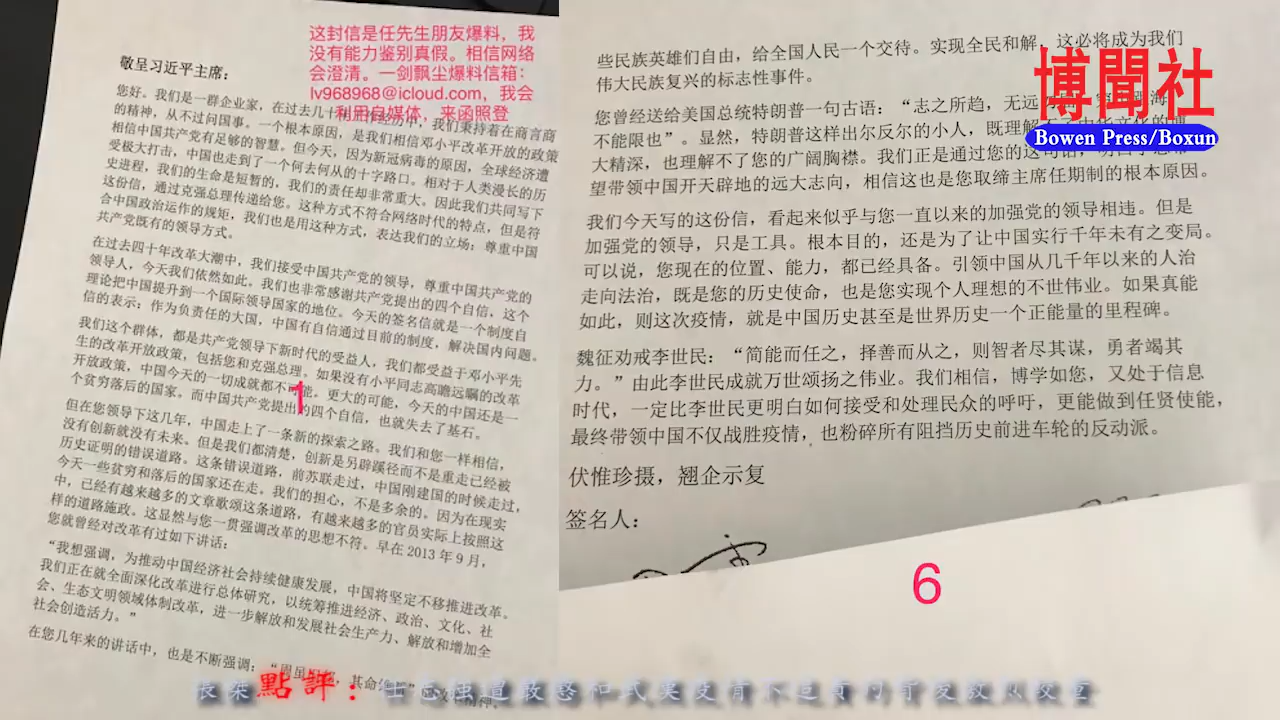 这封信是任先生朋友爆料，我
没有能力鉴别真假。相信网络
会澄清。一剑飘尘爆料信箱：
lv968968@icloud.com，我会
利用自媒体，来函照登
敬呈习近平主席：
您好。我们是一群企业家，在过去几十
我们秉持着在商言商
的精神，从不过问国事。一个根本原因，是我们相信邓小平改革开放的政策
相信中国共产党有足够的智慧。但今天，因为新冠病毒的原因，全球经济遭
受极大打击，中国也走到了一个何去何从的十字路口。相对于人类漫长的历
史进程，我们的生命是短暂的，我们的责任却非常重大。因此我们共同写下
这份信，通过克强总理传递给您。这种方式不符合网络时代的特点，但是符
合中国政治运作的规矩，我们也是用这种方式，表达我们的立场：尊重中国
共产党既有的领导方式。
在过去四十年改革大潮中，我们接受中国共产党的领导，尊重中国共产党的
领导人，今天我们依然如此。我们也非常感谢共产党提出的四个自信，这个
理论把中国提升到一个国际领导国家的地位。今天的签名信就是一个制度自
信的表示：作为负责任的大国，中国有自信通过目前的制度，解决国内问题。
我们这个群体，都是共产党领导下新时代的受益人，我们都受益于邓小平先
生的改革开放政策，包括您和克强总理。如果没有小平同志高瞻远瞩的改革
开放政策，中国今天的一切成就都不可能。更大的可能，今天的中国还是一
个贫穷落后的国家。而中国共产党提出的四个自信，也就失去了基石。
1
但在您领导下这几年，中国走上了一条新的探索之路。我们和您一样相信，
没有创新就没有未来。但是我们都清楚，创新是另辟蹊径而不是重走已经被
历史证明的错误道路。这条错误道路，前苏联走过，中国刚建国的时候走过，
今天一些贫穷和落后的国家还在走。我们的担心，不是多余的。因为在现实
中，已经有越来越多的文章歌颂这条道路，有越来越多的官员实际上按照这
样的道路施政。这显然与您一贯强调改革的思想不符。早在 2013 年 9 月，
您就曾经对改革有过如下讲话：
“我想强调，为推动中国经济社会持续健康发展，中国将坚定不移推进改革。
我们正在就全面深化改革进行总体研究，以统筹推进经济、政治、文化、社
会、生态文明领域体制改革，进一步解放和发展社会生产力、解放和增加全
社会创造活力。”
在您几年来的讲话中，也是不断强调：“周虽旧邦，其命
些民族英雄们自由，给全国人民一个交待。实现全民和解，这必将成为我们
伟大民族复兴的标志性事件。
您曾经送给美国总统特朗普一句古语：“志之所趋，无远
不能限也”。显然，特朗普这样出尔反尔的小人，既理解
大精深，也理解不了您的广阔胸襟。我们正是通过您的这句话，
望带领中国开天辟地的远大志向，相信这也是您取缔主席任期制的根本原因。
我们今天写的这份信，看起来似乎与您一直以来的加强党的领导相违。但是
加强党的领导，只是工具。根本目的，还是为了让中国实行千年未有之变局。
可以说，您现在的位置、能力，都已经具备。引领中国从几千年以来的人治
走向法治，既是您的历史使命，也是您实现个人理想的不世伟业。如果真能
如此，则这次疫情，就是中国历史甚至是世界历史一个正能量的里程碑。
魏征劝戒李世民：“简能而任之，择善而从之，则智者尽其谋，勇者竭其
力。”由此李世民成就万世颂扬之伟业。我们相信，博学如您，又处于信息
时代，一定比李世民更明白如何接受和处理民众的呼吁，更能做到任贤使能，
最终带领中国不仅战胜疫情，也粉碎所有阻挡历史前进车轮的反动派。
伏惟珍摄，翘企示复
签名人：
6
博聞社
Bowen Press/Boxun
點評：